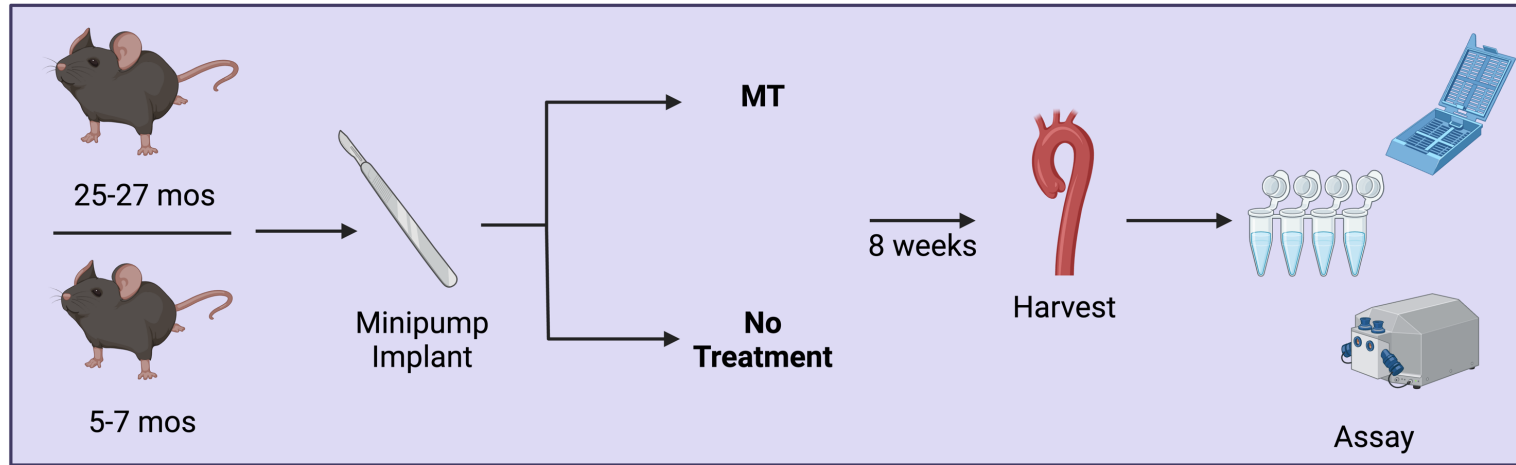 25-27 mos
5-7 mos
Minipump
Implant
MT
No
Treatment
8 weeks
Harvest
Assay